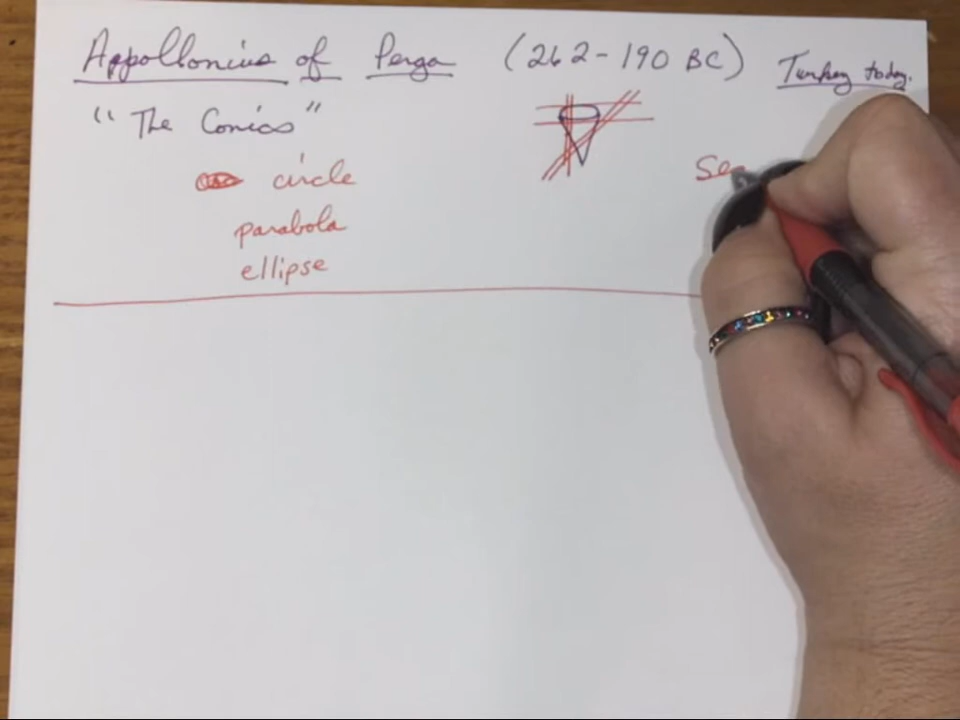 Appollonius of Perga (262-190 BC) Turkey today.
"The Conics"
circle
parabola
ellipse